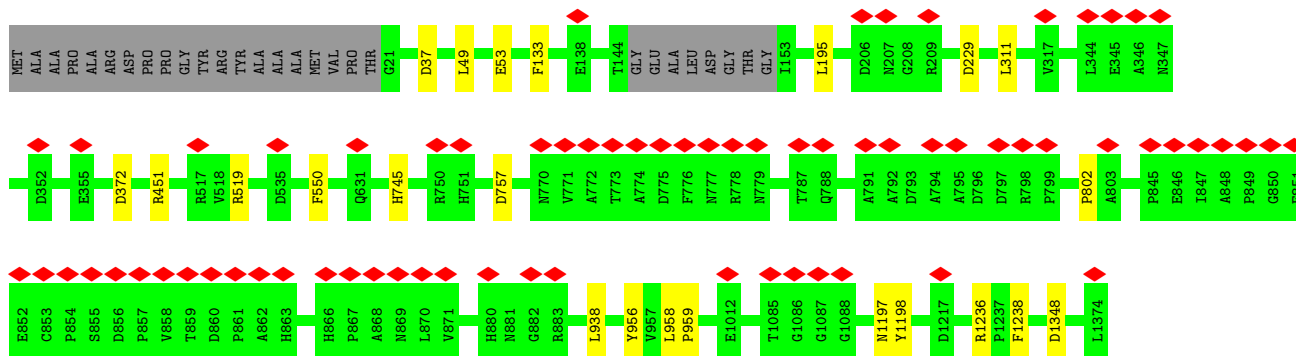 MET ALA ALA PRO ALA ARG ASP PRO PRO GLY TYR ARG TYR ALA ALA ALA MET VAL PRO THR G21 D37 L49 E53 F133 E138 T144 GLY GLU ALA LEU ASP GLY THR GLY I153 L195 D206 N207 G208 R209 D229 L311 V317 L344 E345 A346 N347
D352 E355 D372 R451 R517 V518 R519 D535 F550 Q631 H745 R750 H751 D757 N770 V771 A772 T773 A774 D775 F776 N777 R778 N779 T787 Q788 A791 A792 D793 A794 A795 D796 D797 R798 P799 P802 A803 P845 E846 I847 A848 P849 G850
E852 C853 P854 S855 D856 P857 V858 T859 D860 P861 A862 H863 H866 P867 A868 N869 L870 V871 H880 N881 G882 R883 L938 Y956 V957 L958 P959 E1012 T1085 G1086 G1087 G1088 N1197 Y1198 D1217 R1236 P1237 F1238 D1348 L1374